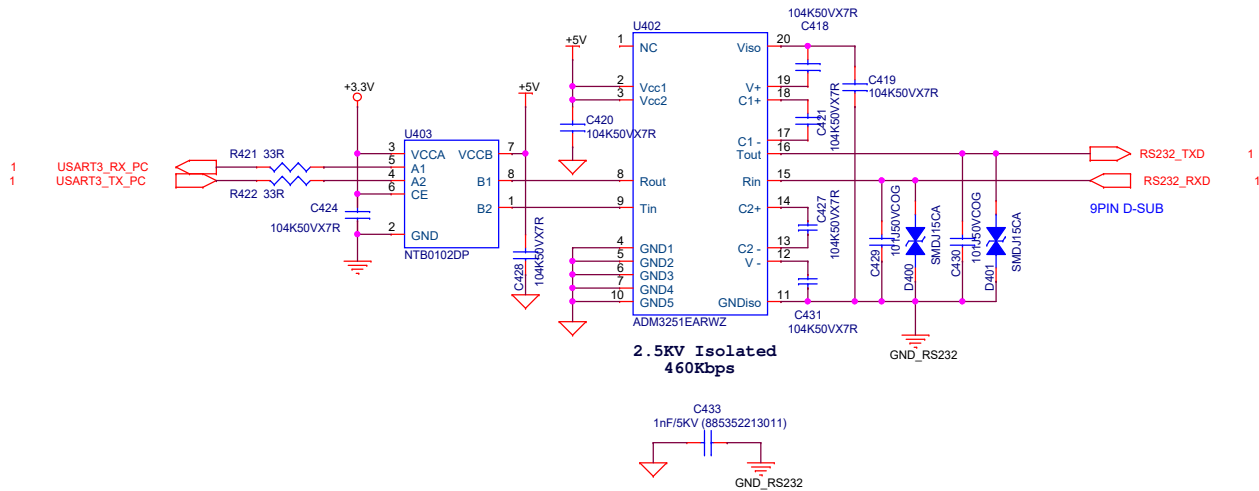 104K50VX7R
C418
U402
+5V
1
NC
Viso
20
+3.3V
+5V
2
Vcc1
V+
19
C419
104K50VX7R
3
Vcc2
C1+
18
C420
104K50VX7R
C421
104K50VX7R
U403
C1 -
17
1
USART3_RX_PC
R421 33R
3
VCCA
VCCB
7
Tout
16
RS232_TXD
1
5
A1
1
USART3_TX_PC
R422 33R
4
A2
B1
8
8
Rout
Rin
15
RS232_RXD
1
6
CE
B2
1
9
Tin
C2+
14
9PIN D-SUB
C424
104K50VX7R
2
GND
NTB0102DP
C428
104K50VX7R
4
GND1
C2 -
13
C427
104K50VX7R
5
GND2
V -
12
6
GND3
7
GND4
10
GND5
GNDiso
11
C429
101J50VCOG
D400
SMDJ15CA
C430
101J50VCOG
D401
SMDJ15CA
ADM3251EARWZ
C431
104K50VX7R
2.5KV Isolated
460Kbps
GND_RS232
C433
1nF/5KV (885352213011)
GND_RS232